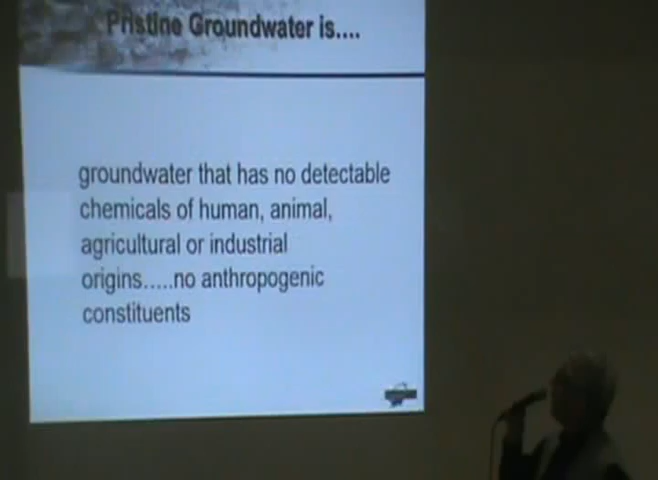 Pristine Groundwater is....
groundwater that has no detectable
chemicals of human, animal,
agricultural or industrial
origins.....no anthropogenic
constituents